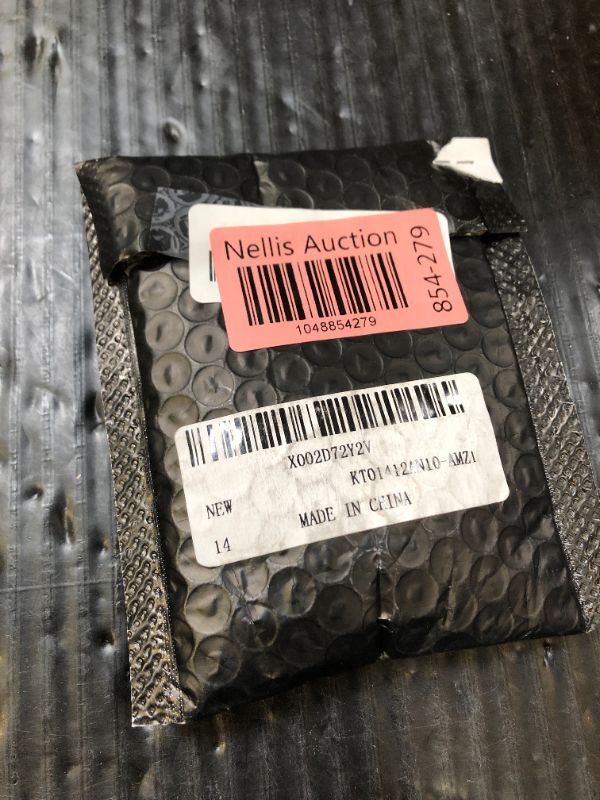 Nellis Auction
1048854279
854-279
X002D72Y2V
KT01412AN10-AMZ1
NEW
MADE IN CHINA
14